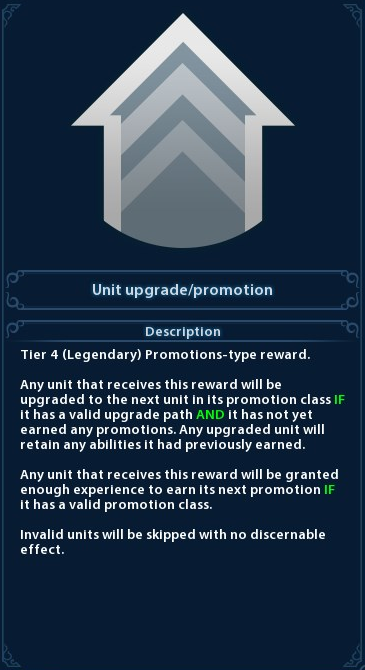 Unit upgrade/promotion
Description
Tier 4 (Legendary) Promotions-type reward.
Any unit that receives this reward will be
upgraded to the next unit in its promotion class IF
it has a valid upgrade path AND it has not yet
earned any promotions. Any upgraded unit will
retain any abilities it had previously earned.
Any unit that receives this reward will be granted
enough experience to earn its next promotion IF
it has a valid promotion class.
Invalid units will be skipped with no discernable
effect.